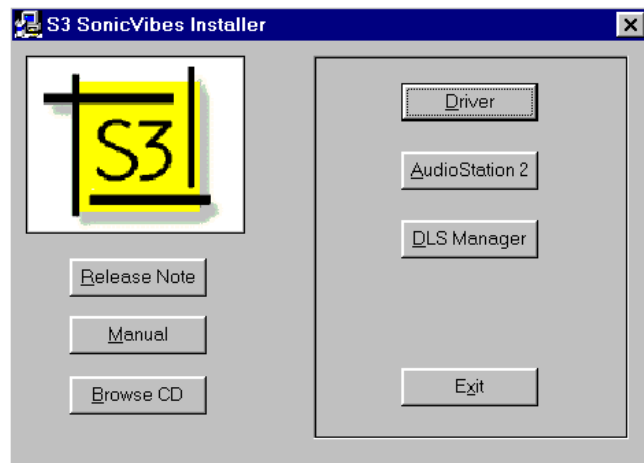 S3 SonicVibes Installer
S3
Release Note
Manual
Browse CD
Driver
AudioStation 2
DLS Manager
Exit